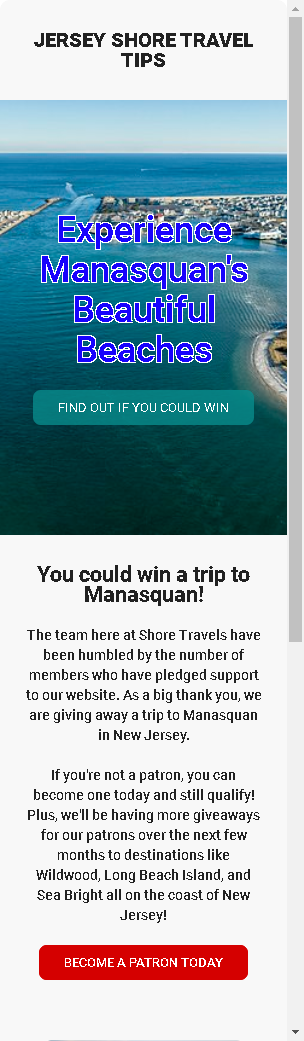 JERSEY SHORE TRAVEL
TIPS
Experience
Manasquan's
Beautiful
Beaches
FIND OUT IF YOU COULD WIN
You could win a trip to
Manasquan!
The team here at Shore Travels have
been humbled by the number of
members who have pledged support
to our website. As a big thank you, we
are giving away a trip to Manasquan
in New Jersey.
If you're not a patron, you can
become one today and still qualify!
Plus, we'll be having more giveaways
for our patrons over the next few
months to destinations like
Wildwood, Long Beach Island, and
Sea Bright all on the coast of New
Jersey!
BECOME A PATRON TODAY